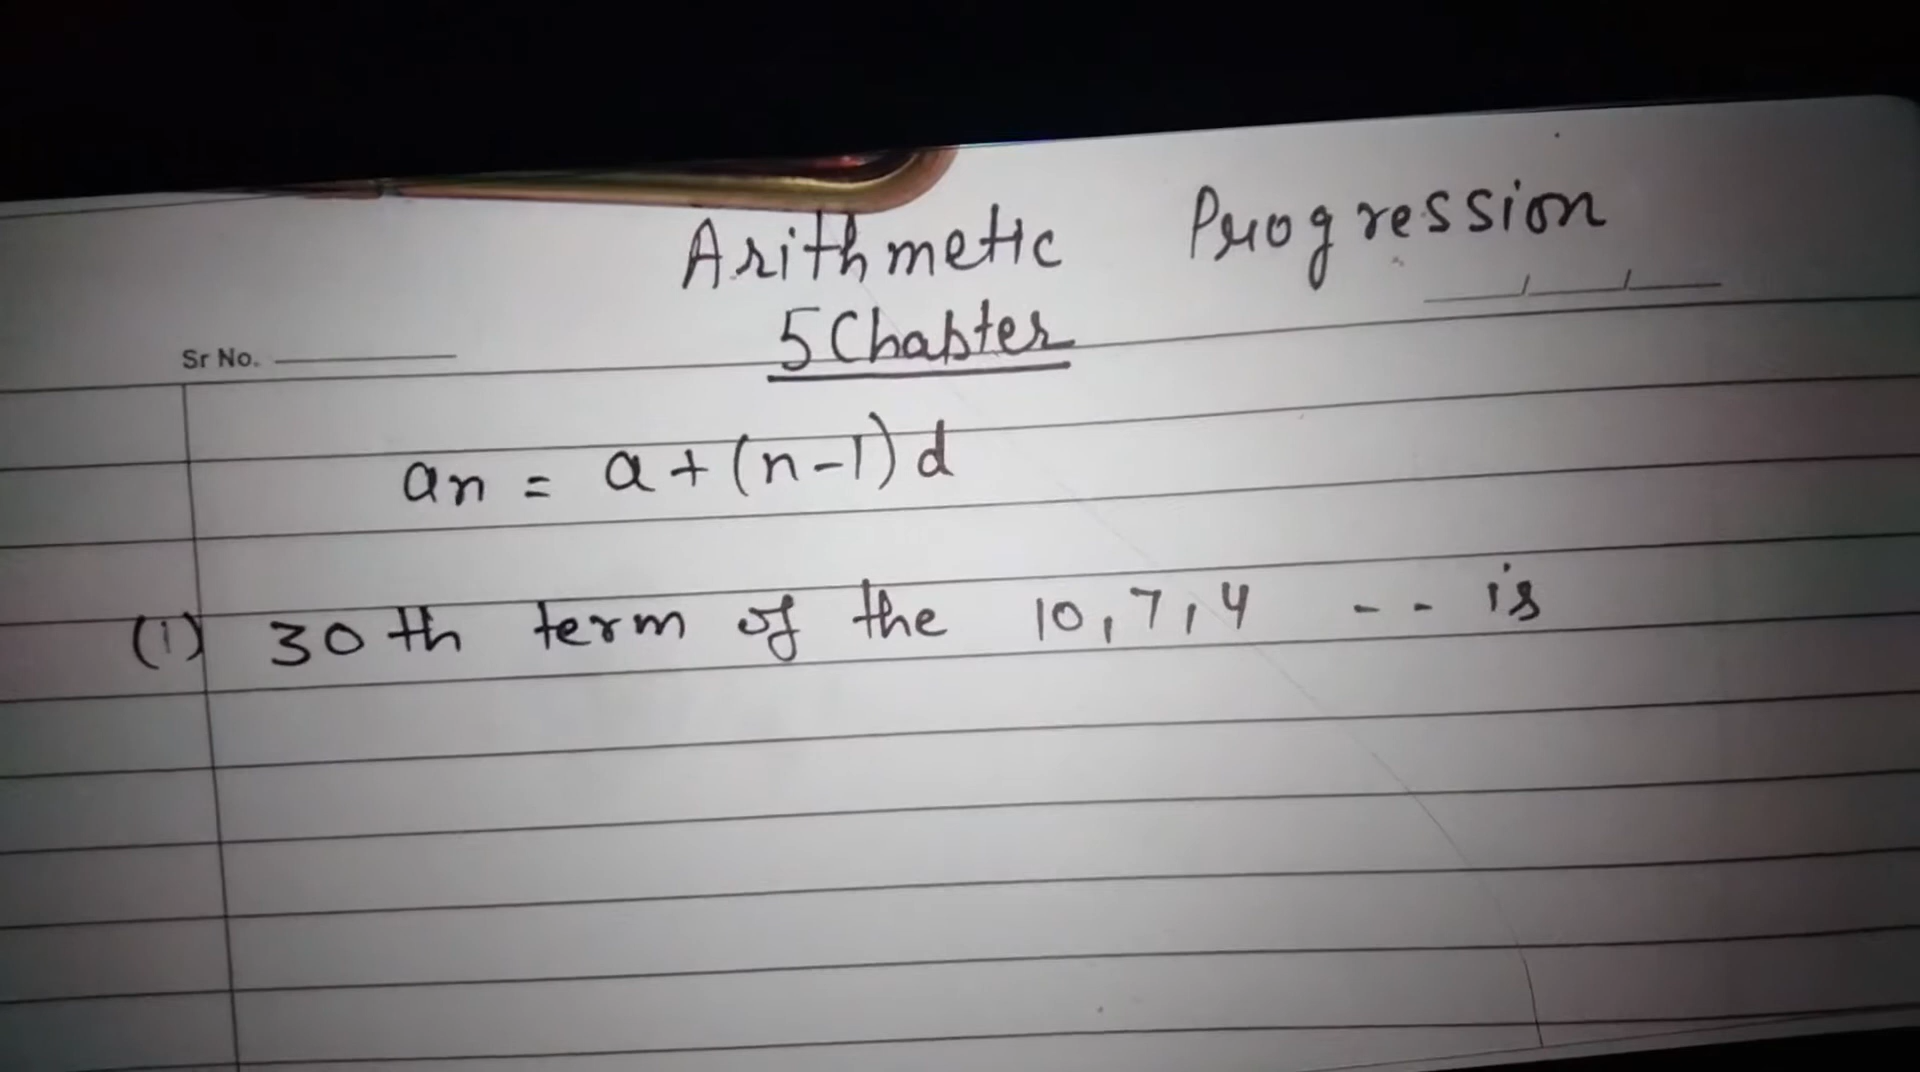 Arithmetic Progression
5 Chapter
Sr No.
an = a + (n-1) d
(1) 30th term of the 10, 7, 4 -- is